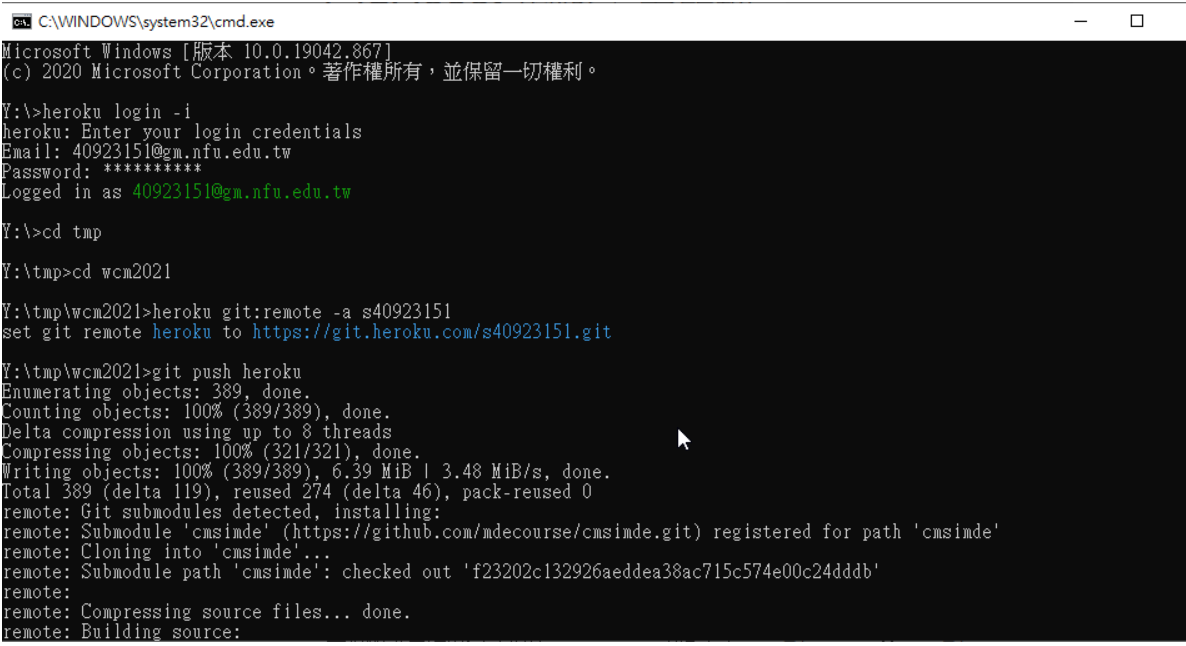 C:\WINDOWS\system32\cmd.exe
Microsoft Windows [版本 10.0.19042.867]
(c) 2020 Microsoft Corporation。著作權所有，並保留一切權利。
Y:\>heroku login -i
heroku: Enter your login credentials
Email: 40923151@gm.nfu.edu.tw
Password: **********
Logged in as 40923151@gm.nfu.edu.tw
Y:\>cd tmp
Y:\tmp>cd wcm2021
Y:\tmp\wcm2021>heroku git:remote -a s40923151
set git remote heroku to https://git.heroku.com/s40923151.git
Y:\tmp\wcm2021>git push heroku
Enumerating objects: 389, done.
Counting objects: 100% (389/389), done.
Delta compression using up to 8 threads
Compressing objects: 100% (321/321), done.
Writing objects: 100% (389/389), 6.39 MiB | 3.48 MiB/s, done.
Total 389 (delta 119), reused 274 (delta 46), pack-reused 0
remote: Git submodules detected, installing:
remote: Submodule 'cmsimde' (https://github.com/mdecourse/cmsimde.git) registered for path 'cmsimde'
remote: Cloning into 'cmsimde'...
remote: Submodule path 'cmsimde': checked out 'f23202c132926aeddea38ac715c574e00c24dddb'
remote:
remote: Compressing source files... done.
remote: Building source: